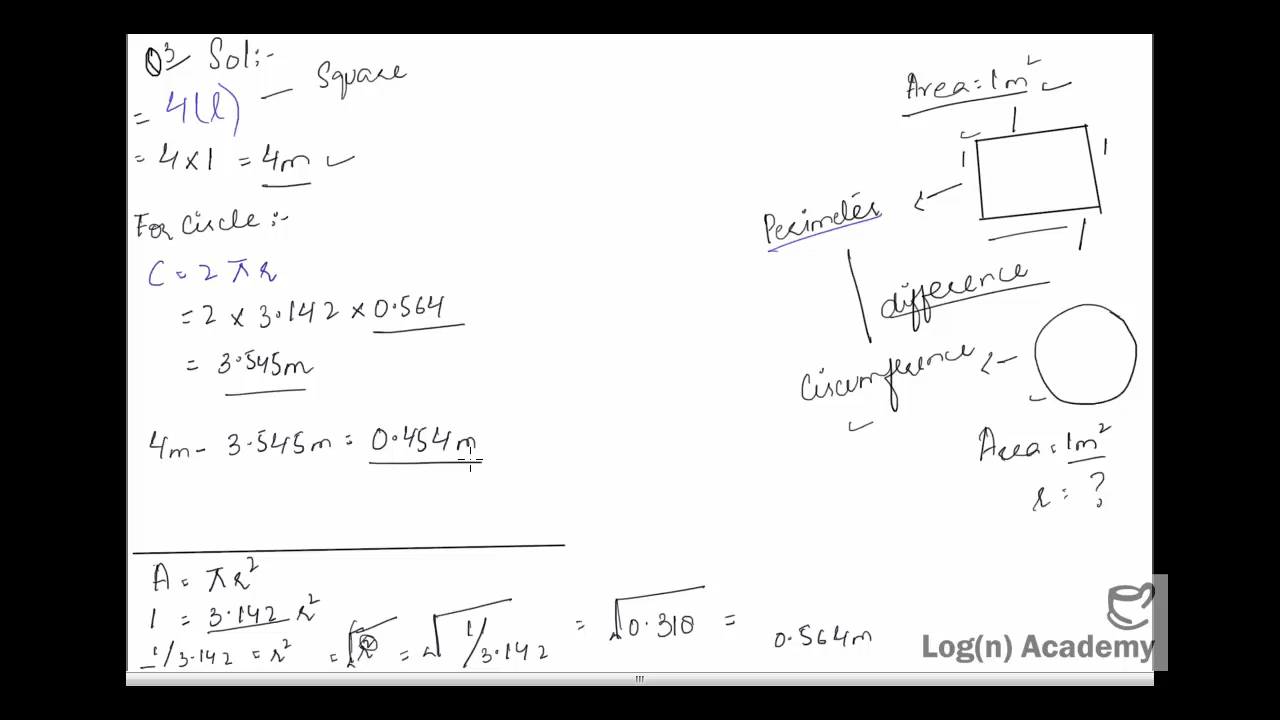 Q3 Sol:-
= 4(l) — Square
= 4×1 = 4m ✓
For Circle :-
C = 2πr
= 2 × 3.142 × 0.564
= 3.545m
4m - 3.545m = 0.454m
Area = 1m² ✓
1
1
1
1
Perimeter
difference
Circumference
Area = 1m²
r = ?
A = πr²
1 = 3.142 r²
1/3.142 = r² = √r² = √1/3.142 = √0.318 = 0.564m
Log(n) Academy